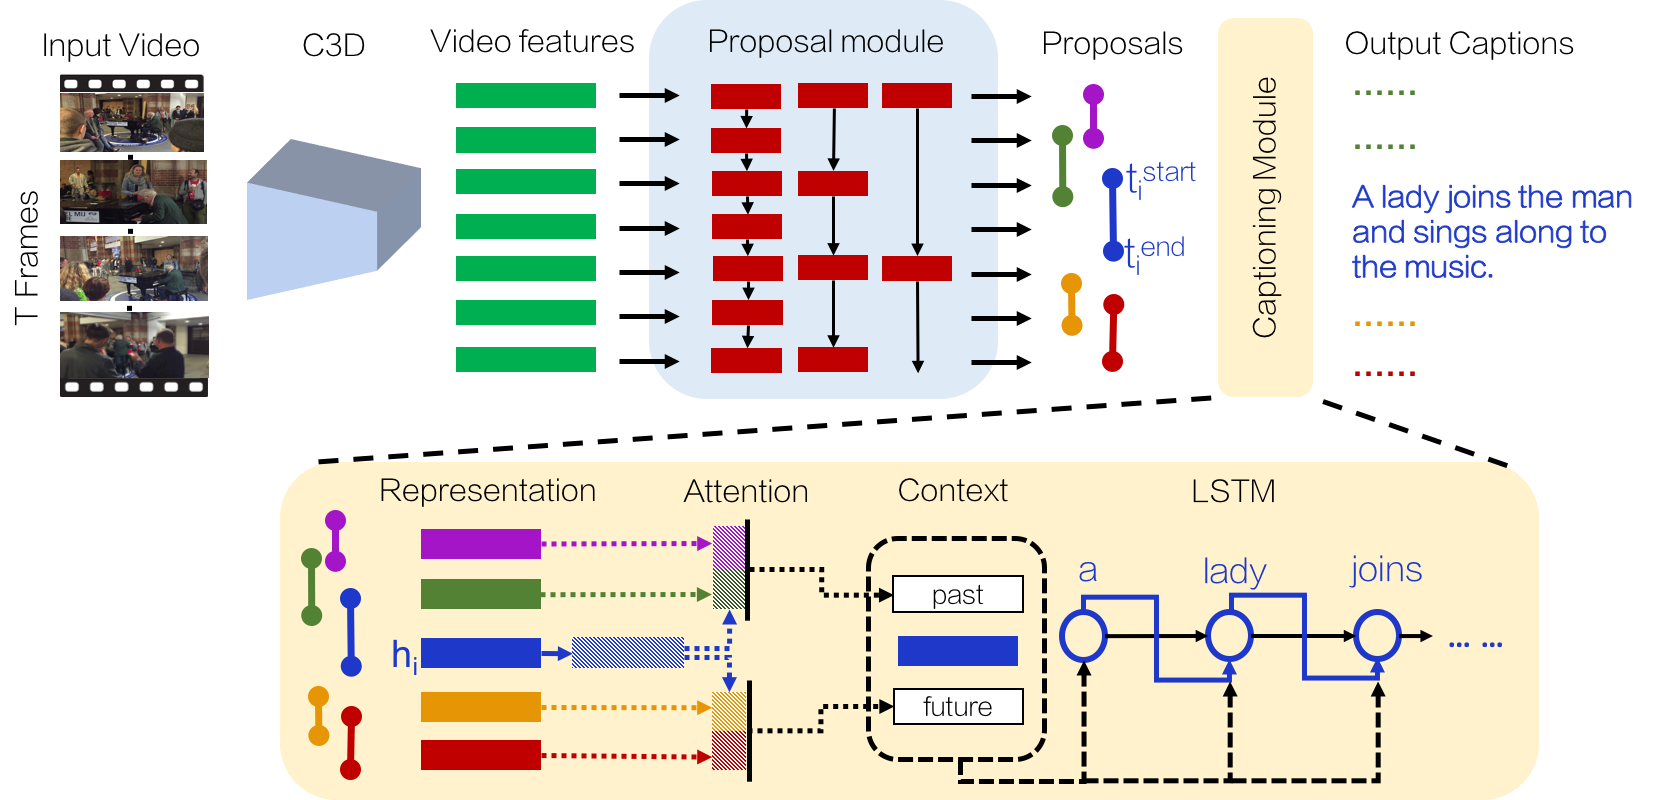 Input Video
C3D
Video features
Proposal module
Proposals
Output Captions
T Frames
t_i^start
t_i^end
Captioning Module
......
......
A lady joins the man
and sings along to
the music.
......
......
Representation
Attention
Context
LSTM
h_i
past
future
a
lady
joins
... ...